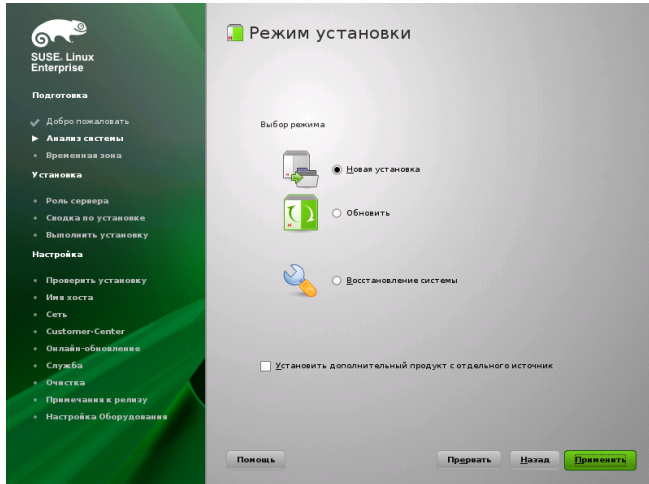 SUSE. Linux
Enterprise
Подготовка
Добро пожаловать
Анализ системы
Временная зона
Установка
Роль сервера
Сводка по установке
Выполнить установку
Настройка
Проверить установку
Имя хоста
Сеть
Customer-Center
Онлайн-обновление
Служба
Очистка
Примечания к релизу
Настройка Оборудования
Режим установки
Выбор режима
Новая установка
Обновить
Восстановление системы
Установить дополнительный продукт с отдельного источник
Помощь
Прервать
Назад
Применить